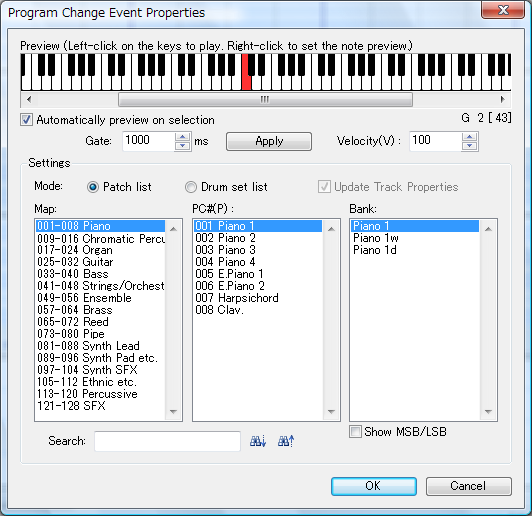 Program Change Event Properties
Preview (Left-click on the keys to play. Right-click to set the note preview.)
Automatically preview on selection
G 2 [ 43]
Gate: 1000 ms Apply Velocity(V) : 100
Settings
Mode: Patch list Drum set list Update Track Properties
Map: PC#(P) : Bank:
001-008 Piano
009-016 Chromatic Percu
017-024 Organ
025-032 Guitar
033-040 Bass
041-048 Strings/Orchest
049-056 Ensemble
057-064 Brass
065-072 Reed
073-080 Pipe
081-088 Synth Lead
089-096 Synth Pad etc.
097-104 Synth SFX
105-112 Ethnic etc.
113-120 Percussive
121-128 SFX
001 Piano 1
002 Piano 2
003 Piano 3
004 Piano 4
005 E.Piano 1
006 E.Piano 2
007 Harpsichord
008 Clav.
Piano 1
Piano 1w
Piano 1d
Show MSB/LSB
Search:
OK Cancel